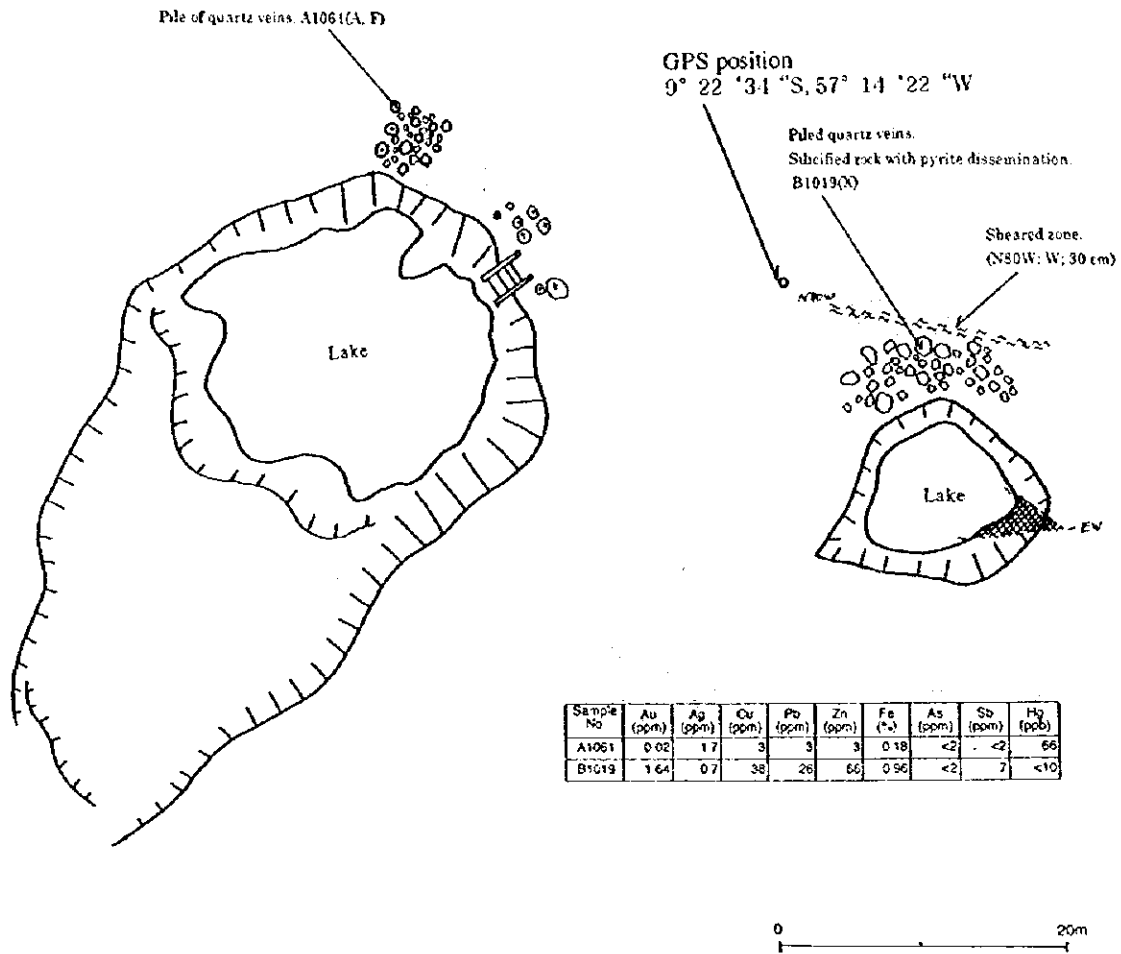 Pile of quartz veins. A1061(A, F)
GPS position
9° 22 '34 "S, 57° 14 '22 "W
Piled quartz veins.
Silicified rock with pyrite dissemination.
B1019(X)
Sheared zone.
(N80W: W; 30 cm)
N80W
Lake
Lake
EW
Sample No Au (ppm) Ag (ppm) Cu (ppm) Pb (ppm) Zn (ppm) Fe (%) As (ppm) Sb (ppm) Hg (ppb)
A1061 0.02 1.7 3 3 3 0.18 <2 <2 66
B1019 1.64 0.7 38 26 66 0.96 <2 7 <10
0 20m